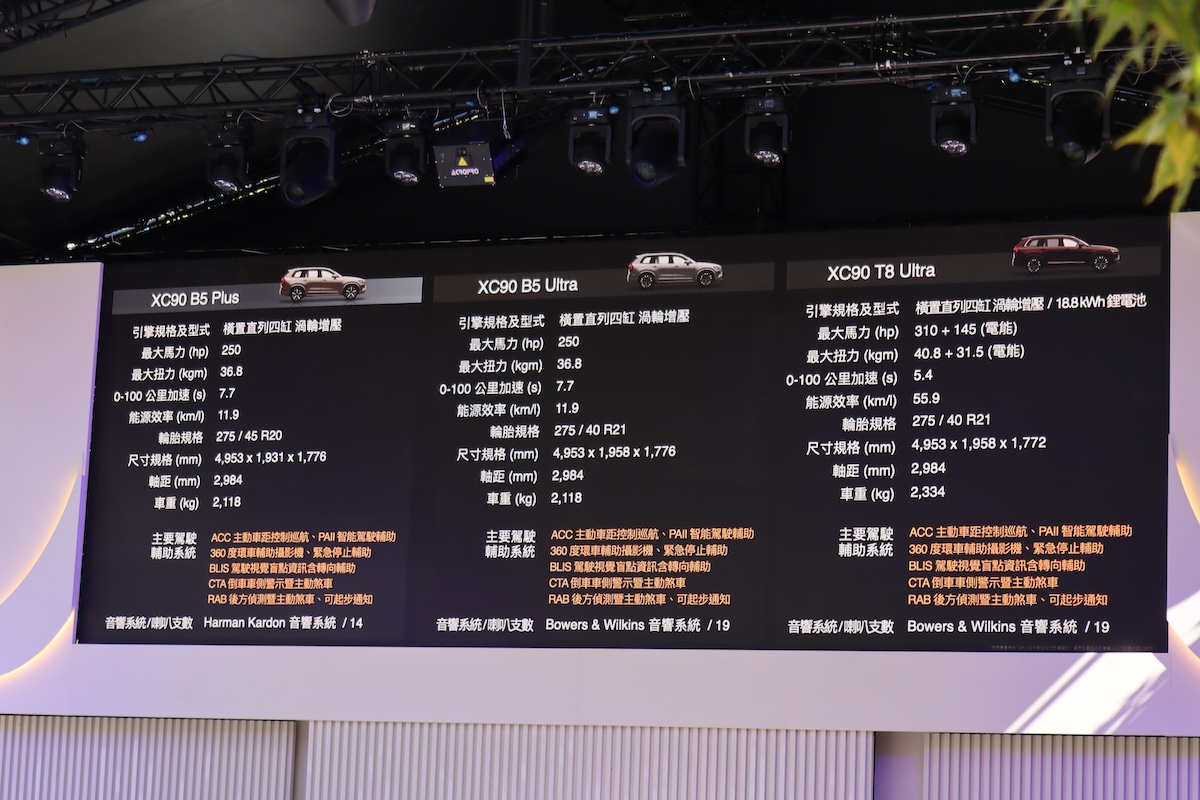 ACROPRO
XC90 B5 Plus
引擎規格及型式 橫置直列四缸 渦輪增壓
最大馬力 (hp) 250
最大扭力 (kgm) 36.8
0-100 公里加速 (s) 7.7
能源效率 (km/l) 11.9
輪胎規格 275 / 45 R20
尺寸規格 (mm) 4,953 x 1,931 x 1,776
軸距 (mm) 2,984
車重 (kg) 2,118
主要駕駛 ACC 主動車距控制巡航、PAII 智能駕駛輔助
輔助系統 360 度環車輔助攝影機、緊急停止輔助
BLIS 駕駛視覺盲點資訊含轉向輔助
CTA 倒車車側警示暨主動煞車
RAB 後方偵測暨主動煞車、可起步通知
音響系統/喇叭支數 Harman Kardon 音響系統 / 14
XC90 B5 Ultra
引擎規格及型式 橫置直列四缸 渦輪增壓
最大馬力 (hp) 250
最大扭力 (kgm) 36.8
0-100 公里加速 (s) 7.7
能源效率 (km/l) 11.9
輪胎規格 275 / 40 R21
尺寸規格 (mm) 4,953 x 1,958 x 1,776
軸距 (mm) 2,984
車重 (kg) 2,118
主要駕駛 ACC 主動車距控制巡航、PAII 智能駕駛輔助
輔助系統 360 度環車輔助攝影機、緊急停止輔助
BLIS 駕駛視覺盲點資訊含轉向輔助
CTA 倒車車側警示暨主動煞車
RAB 後方偵測暨主動煞車、可起步通知
音響系統/喇叭支數 Bowers & Wilkins 音響系統 / 19
XC90 T8 Ultra
引擎規格及型式 橫置直列四缸 渦輪增壓 / 18.8 kWh 鋰電池
最大馬力 (hp) 310 + 145 (電能)
最大扭力 (kgm) 40.8 + 31.5 (電能)
0-100 公里加速 (s) 5.4
能源效率 (km/l) 55.9
輪胎規格 275 / 40 R21
尺寸規格 (mm) 4,953 x 1,958 x 1,772
軸距 (mm) 2,984
車重 (kg) 2,334
主要駕駛 ACC 主動車距控制巡航、PAII 智能駕駛輔助
輔助系統 360 度環車輔助攝影機、緊急停止輔助
BLIS 駕駛視覺盲點資訊含轉向輔助
CTA 倒車車側警示暨主動煞車
RAB 後方偵測暨主動煞車、可起步通知
音響系統/喇叭支數 Bowers & Wilkins 音響系統 / 19